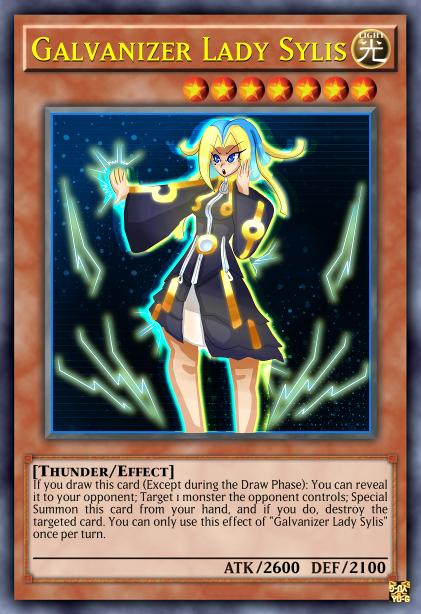 Galvanizer Lady Sylis
LIGHT
光
[Thunder/Effect]
If you draw this card (Except during the Draw Phase): You can reveal
it to your opponent; Target 1 monster the opponent controls; Special
Summon this card from your hand, and if you do, destroy the
targeted card. You can only use this effect of "Galvanizer Lady Sylis"
once per turn.
ATK/2600 DEF/2100